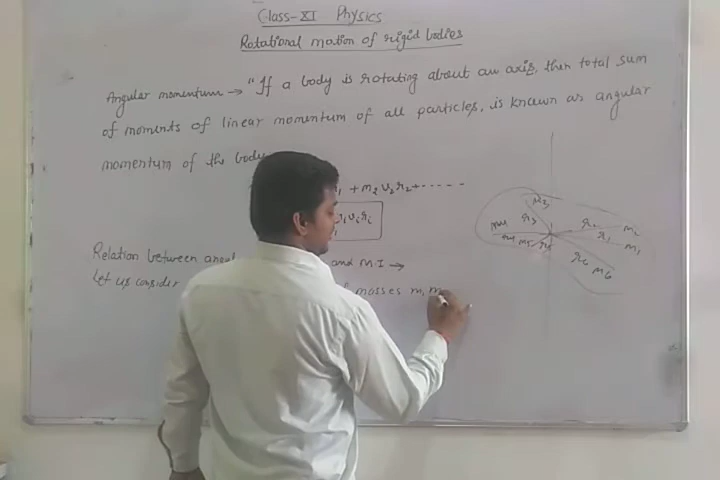 Class-XI Physics
Rotational motion of rigid bodies
Angular momentum → "If a body is rotating about an axis, then total sum
of moments of linear momentum of all particles, is known as angular
momentum of the body
+ m₂v₂r₂+-----
Relation between and M.I →
Let us consider masses m₁ m
m₃
r₃ r₂ m₂
m₄ r₁ m₁
m₅ r₅
r₆ m₆